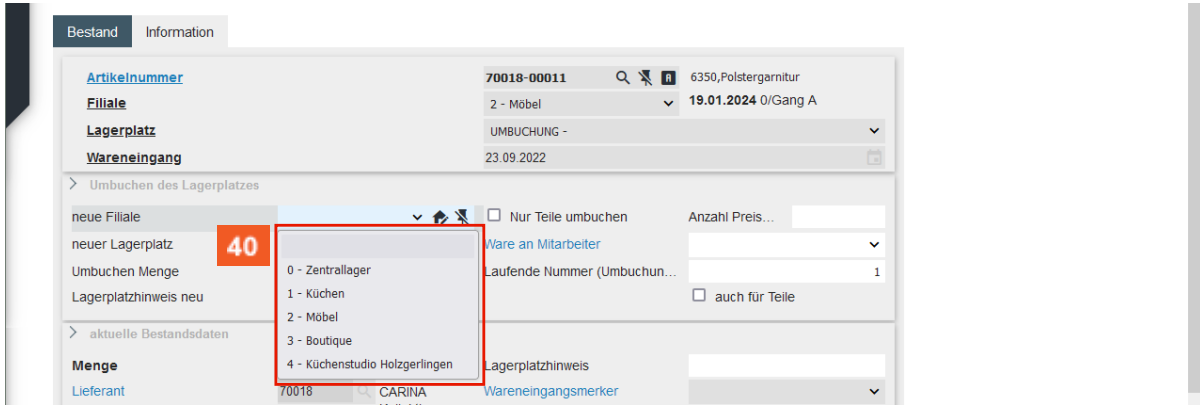 Bestand Information
Artikelnummer 70018-00011 A 6350,Polstergarnitur
Filiale 2 - Möbel 19.01.2024 0/Gang A
Lagerplatz UMBUCHUNG -
Wareneingang 23.09.2022
Umbuchen des Lagerplatzes
neue Filiale Nur Teile umbuchen Anzahl Preis...
neuer Lagerplatz 40 Ware an Mitarbeiter
0 - Zentrallager
Umbuchen Menge Laufende Nummer (Umbuchun... 1
1 - Küchen
Lagerplatzhinweis neu auch für Teile
2 - Möbel
aktuelle Bestandsdaten
3 - Boutique
4 - Küchenstudio Holzgerlingen
Menge Lagerplatzhinweis
Lieferant 70018 CARINA Wareneingangsmerker